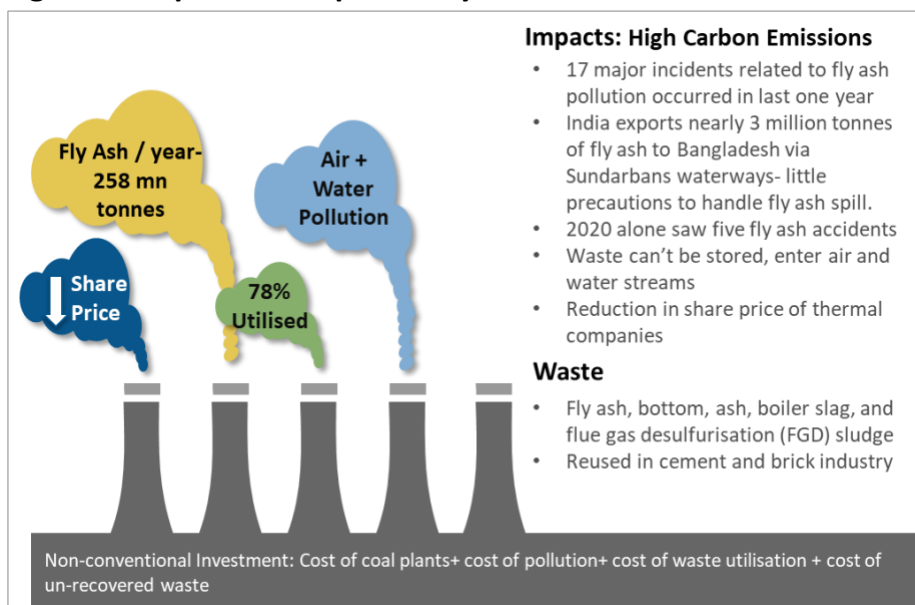 Impacts: High Carbon Emissions
• 17 major incidents related to fly ash
pollution occurred in last one year
• India exports nearly 3 million tonnes
of fly ash to Bangladesh via
Sundarbans waterways- little
precautions to handle fly ash spill.
• 2020 alone saw five fly ash accidents
• Waste can’t be stored, enter air and
water streams
• Reduction in share price of thermal
companies
Waste
• Fly ash, bottom, ash, boiler slag, and
flue gas desulfurisation (FGD) sludge
• Reused in cement and brick industry
Fly Ash / year-
258 mn
tonnes
Air +
Water
Pollution
Share
Price
78%
Utilised
Non-conventional Investment: Cost of coal plants+ cost of pollution+ cost of waste utilisation + cost of
un-recovered waste